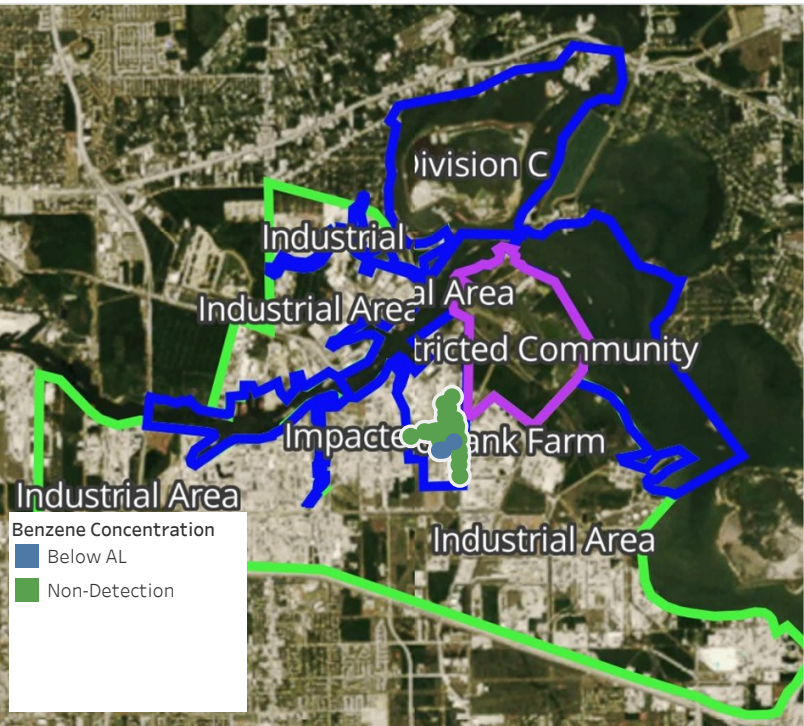 Division C
Industrial
Industrial Area
al Area
tricted Community
Impacte
ank Farm
Industrial Area
Industrial Area
Benzene Concentration
Below AL
Non-Detection